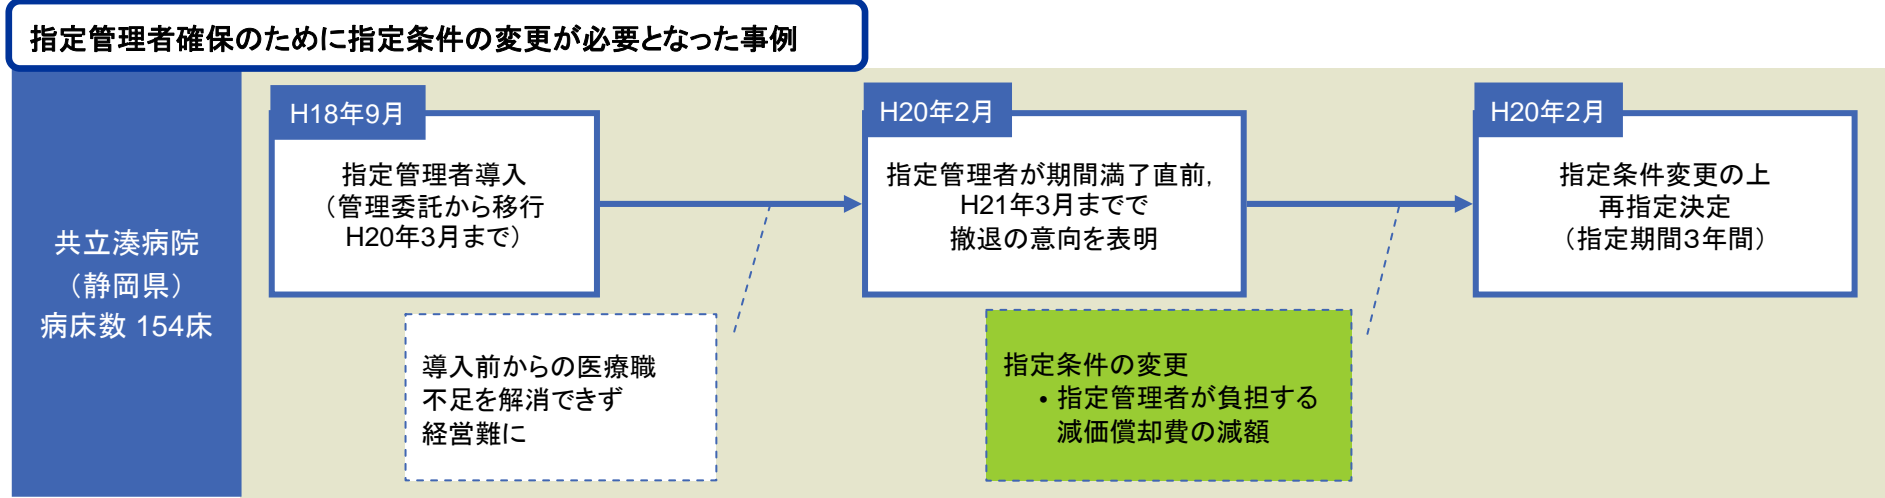 指定管理者確保のために指定条件の変更が必要となった事例
共立湊病院
（静岡県）
病床数 154床
H18年9月
指定管理者導入
（管理委託から移行
H20年3月まで）
導入前からの医療職
不足を解消できず
経営難に
H20年2月
指定管理者が期間満了直前,
H21年3月までで
撤退の意向を表明
指定条件の変更
• 指定管理者が負担する
減価償却費の減額
H20年2月
指定条件変更の上
再指定決定
（指定期間３年間）